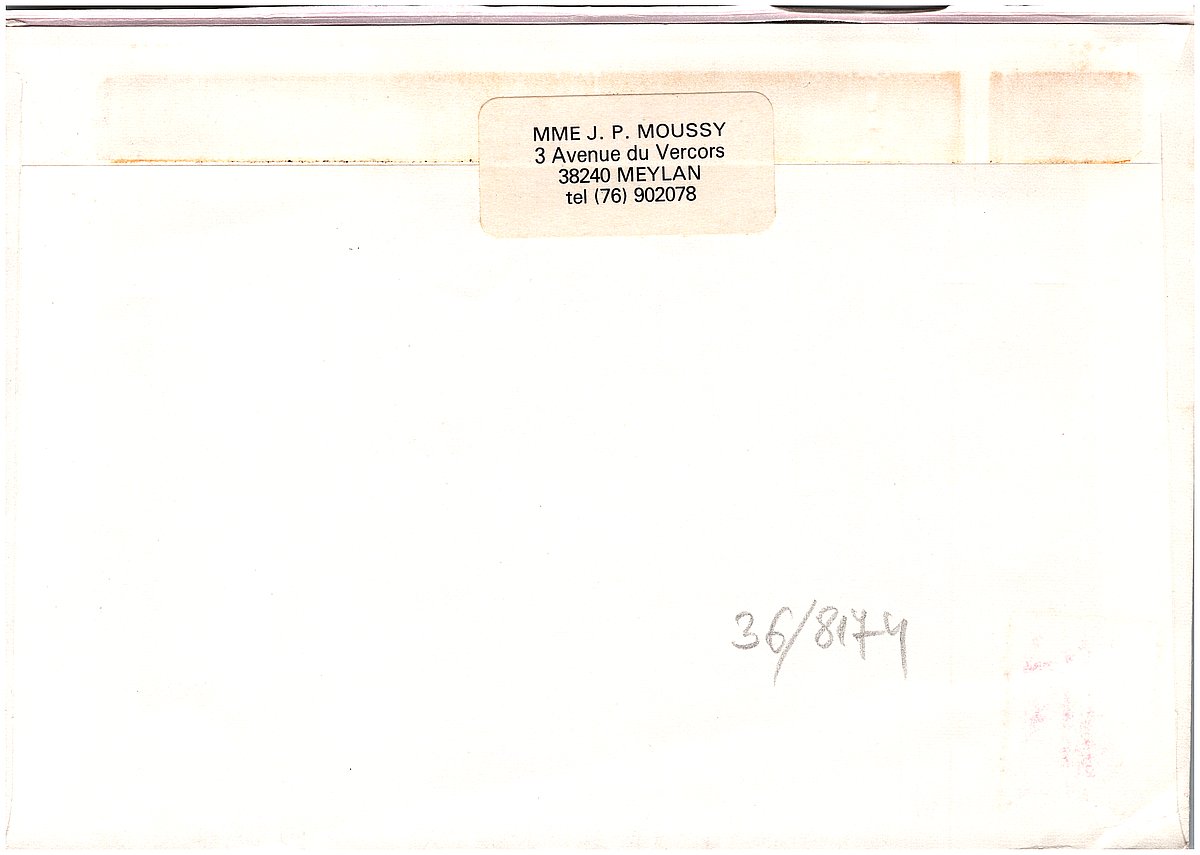 MME J. P. MOUSSY
3 Avenue du Vercors
38240 MEYLAN
tel (76) 902078
36/8174